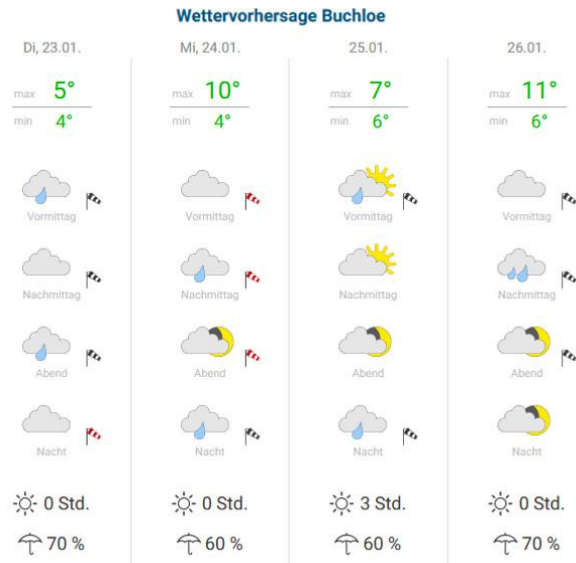 Wettervorhersage Buchloe
Di, 23.01. Mi, 24.01. 25.01. 26.01.
max 5° max 10° max 7° max 11°
min 4° min 4° min 6° min 6°
Vormittag Vormittag Vormittag Vormittag
Nachmittag Nachmittag Nachmittag Nachmittag
Abend Abend Abend Abend
Nacht Nacht Nacht Nacht
0 Std. 0 Std. 3 Std. 0 Std.
70 % 60 % 60 % 70 %